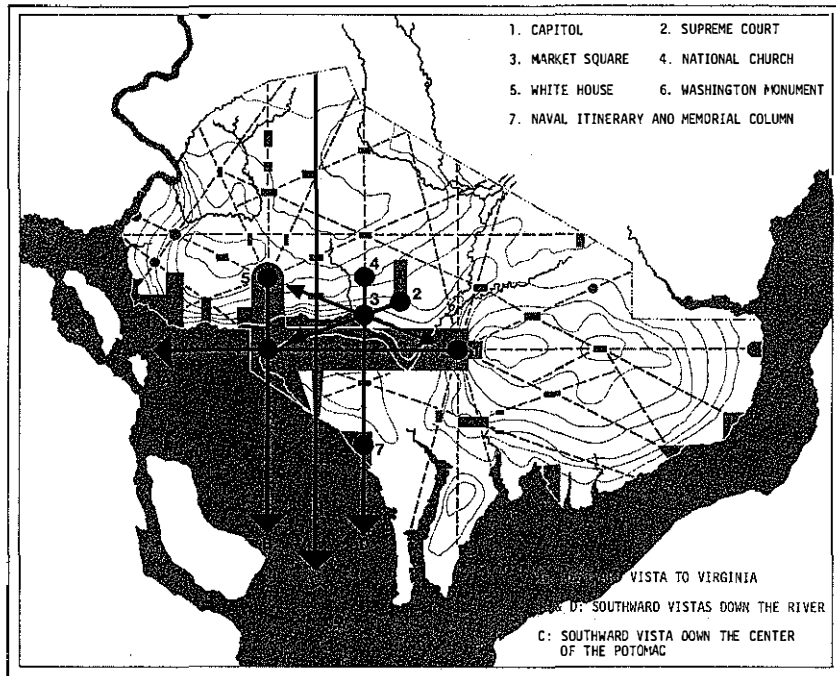 1. CAPITOL 2. SUPREME COURT
3. MARKET SQUARE 4. NATIONAL CHURCH
5. WHITE HOUSE 6. WASHINGTON MONUMENT
7. NAVAL ITINERARY AND MEMORIAL COLUMN
4
5
2
3
7
VISTA TO VIRGINIA
D: SOUTHWARD VISTAS DOWN THE RIVER
C: SOUTHWARD VISTA DOWN THE CENTER
OF THE POTOMAC